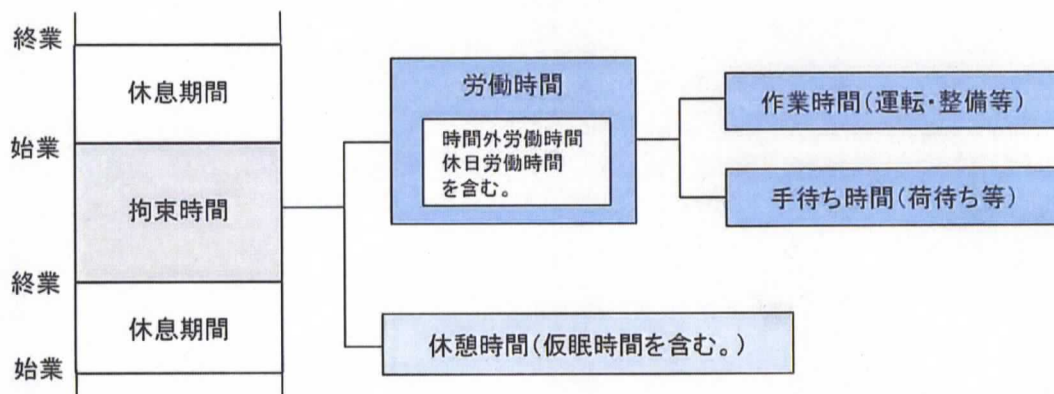 終業
休息期間
始業
拘束時間
終業
休息期間
始業
労働時間
時間外労働時間
休日労働時間
を含む。
作業時間(運転・整備等)
手待ち時間(荷待ち等)
休憩時間(仮眠時間を含む。)